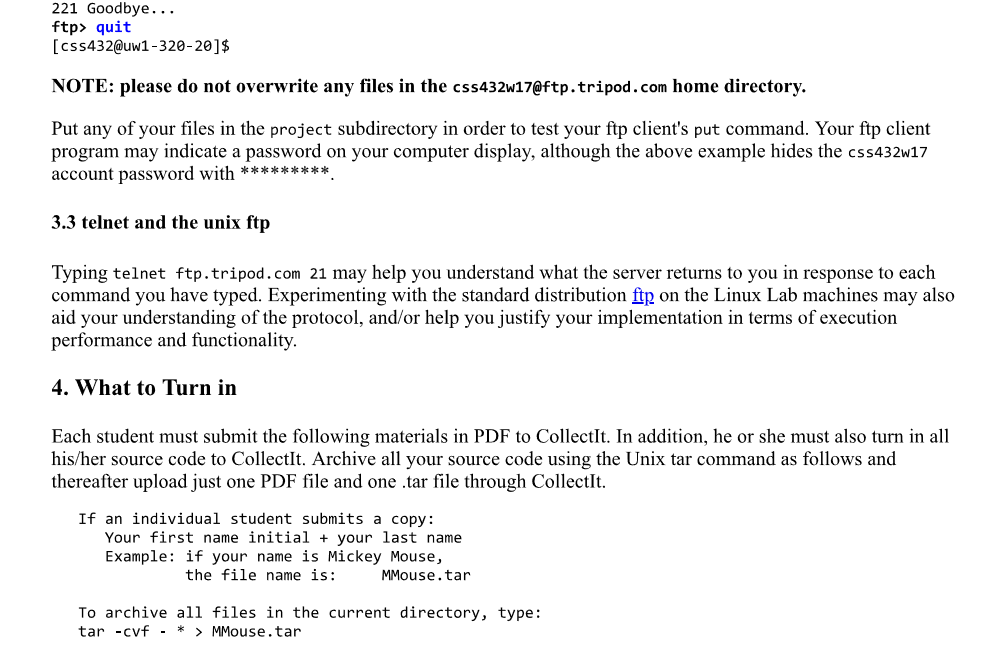 221 Goodbye...
ftp> quit
[css432@uw1-320-20]$
NOTE: please do not overwrite any files in the css432w17@ftp.tripod.com home directory.
Put any of your files in the project subdirectory in order to test your ftp client's put command. Your ftp client
program may indicate a password on your computer display, although the above example hides the css432w17
account password with *********.
3.3 telnet and the unix ftp
Typing telnet ftp.tripod.com 21 may help you understand what the server returns to you in response to each
command you have typed. Experimenting with the standard distribution ftp on the Linux Lab machines may also
aid your understanding of the protocol, and/or help you justify your implementation in terms of execution
performance and functionality.
4. What to Turn in
Each student must submit the following materials in PDF to CollectIt. In addition, he or she must also turn in all
his/her source code to CollectIt. Archive all your source code using the Unix tar command as follows and
thereafter upload just one PDF file and one .tar file through CollectIt.
If an individual student submits a copy:
Your first name initial + your last name
Example: if your name is Mickey Mouse,
the file name is:     MMouse.tar
To archive all files in the current directory, type:
tar -cvf - * > MMouse.tar